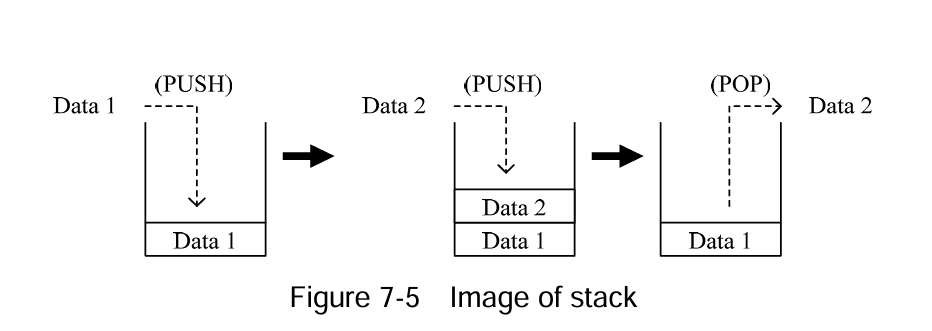 (PUSH) (PUSH) (POP)
Data 1 Data 2 Data 2
Data 2
Data 1 Data 1 Data 1
Figure 7-5 Image of stack